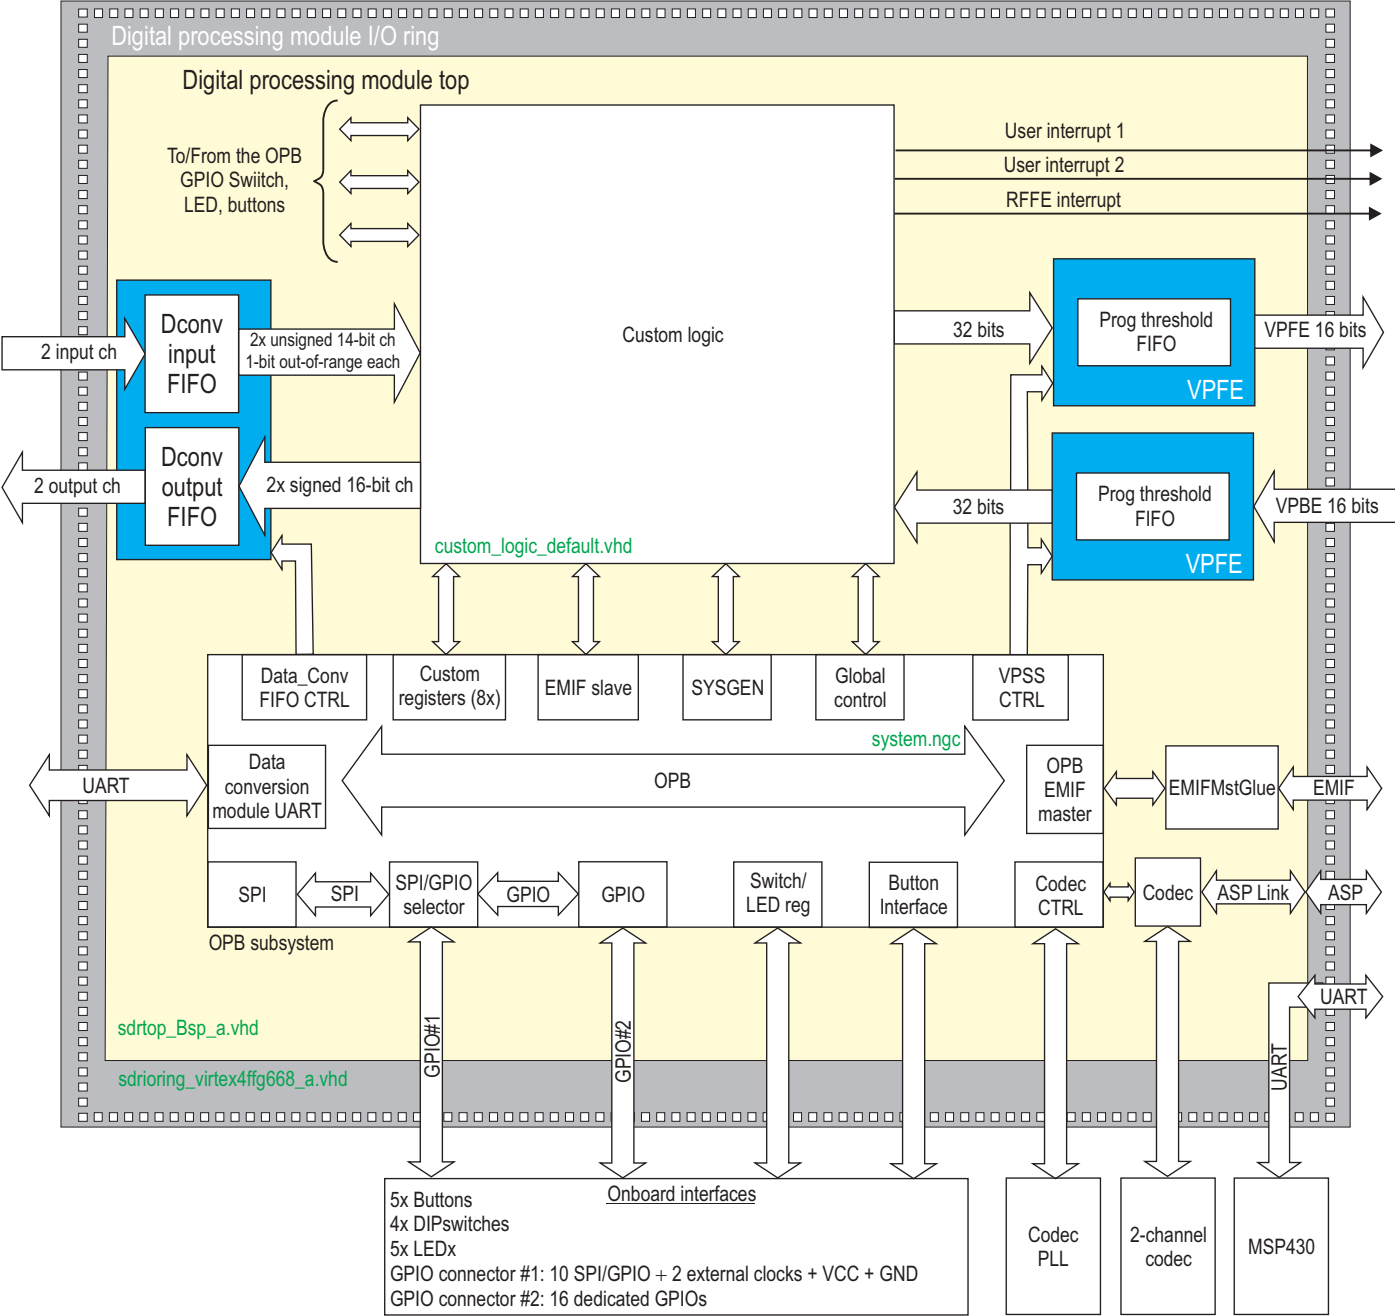 Digital processing module I/O ring
Digital processing module top
To/From the OPB
GPIO Swiitch,
LED, buttons
User interrupt 1
User interrupt 2
RFFE interrupt
Custom logic
custom_logic_default.vhd
2 input ch
Dconv
input
FIFO
2x unsigned 14-bit ch
1-bit out-of-range each
2 output ch
Dconv
output
FIFO
2x signed 16-bit ch
32 bits
Prog threshold
FIFO
VPFE
VPFE 16 bits
32 bits
Prog threshold
FIFO
VPFE
VPBE 16 bits
Data_Conv
FIFO CTRL
Custom
registers (8x)
EMIF slave
SYSGEN
Global
control
VPSS
CTRL
system.ngc
UART
Data
conversion
module UART
OPB
OPB
EMIF
master
EMIFMstGlue
EMIF
SPI
SPI
SPI/GPIO
selector
GPIO
GPIO
Switch/
LED reg
Button
Interface
Codec
CTRL
Codec
ASP Link
ASP
OPB subsystem
UART
sdrtop_Bsp_a.vhd
GPIO#1
GPIO#2
UART
sdrioring_virtex4ffg668_a.vhd
Onboard interfaces
5x Buttons
4x DIPswitches
5x LEDx
GPIO connector #1: 10 SPI/GPIO + 2 external clocks + VCC + GND
GPIO connector #2: 16 dedicated GPIOs
Codec
PLL
2-channel
codec
MSP430